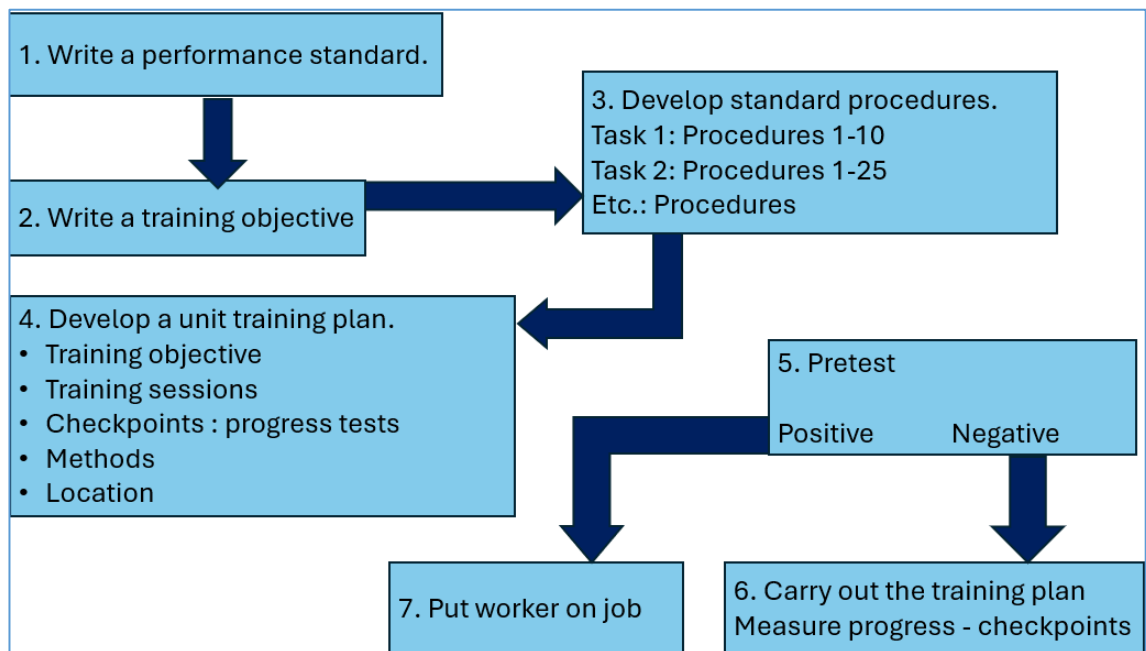 1. Write a performance standard.
2. Write a training objective
3. Develop standard procedures.
Task 1: Procedures 1-10
Task 2: Procedures 1-25
Etc.: Procedures
4. Develop a unit training plan.
• Training objective
• Training sessions
• Checkpoints : progress tests
• Methods
• Location
5. Pretest
Positive Negative
7. Put worker on job
6. Carry out the training plan
Measure progress - checkpoints